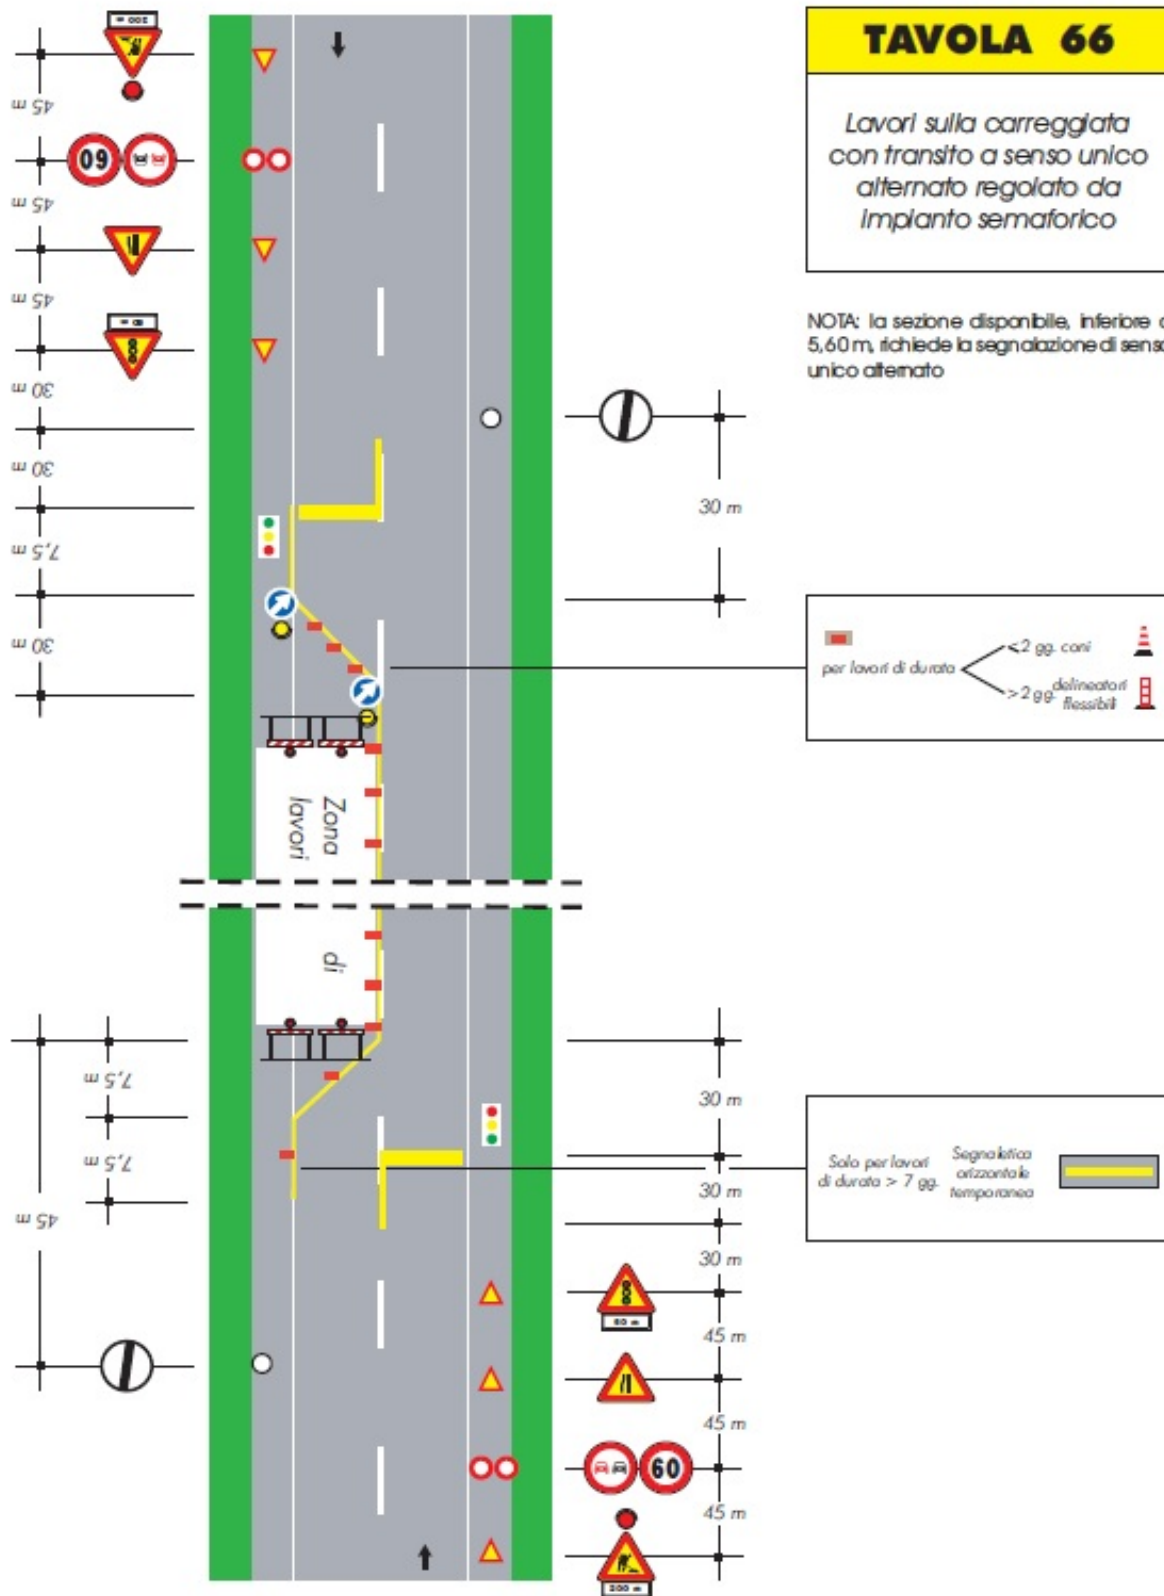 TAVOLA 66
Lavori sulla carreggiata
con transito a senso unico
alternato regolato da
impianto semaforico
NOTA: la sezione disponibile, inferiore a
5,60 m, richiede la segnalazione di senso
unico alternato
200 m
45 m
60
45 m
45 m
30 m
30 m
7,5 m
30 m
30 m
per lavori di durata
<2 gg. coni
>2 gg. delineatori
flessibili
Zona
lavori
di
7,5 m
7,5 m
45 m
30 m
30 m
30 m
Solo per lavori
di durata > 7 gg.
Segnaletica
orizzontale
temporanea
45 m
45 m
60
45 m
200 m